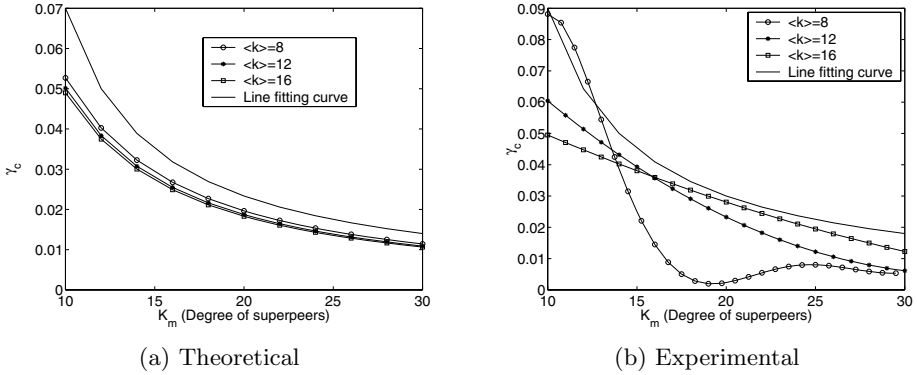 0.07
0.06
0.05
0.04
0.03
0.02
0.01
0
γc
<k>=8
<k>=12
<k>=16
Line fitting curve
10 15 20 25 30
Km (Degree of superpeers)
(a) Theoretical
0.09
0.08
0.07
0.06
0.05
0.04
0.03
0.02
0.01
0
γc
<k>=8
<k>=12
<k>=16
Line fitting curve
10 15 20 25 30
Km (Degree of superpeers)
(b) Experimental